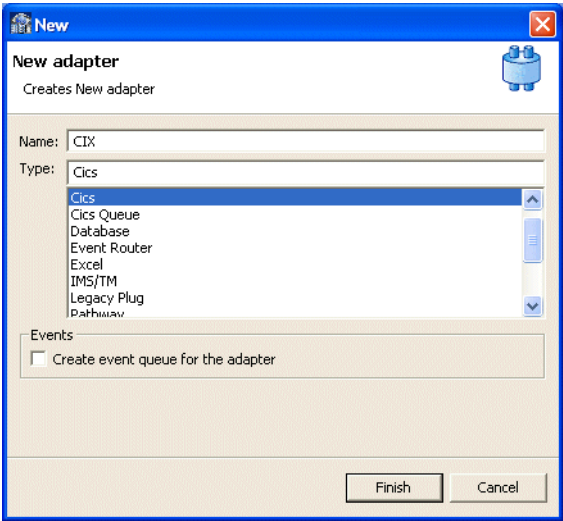 New
New adapter
Creates New adapter
Name: CIX
Type: Cics
Cics
Cics Queue
Database
Event Router
Excel
IMS/TM
Legacy Plug
Pathway
Events
Create event queue for the adapter
Finish Cancel